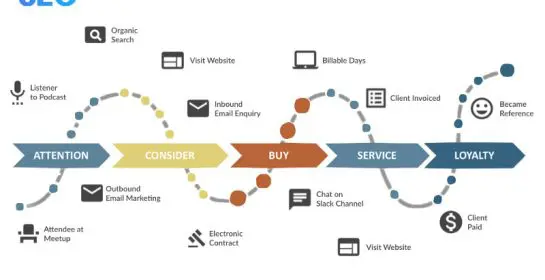 SEO
Organic
Search
Visit Website
Billable Days
Listener
to Podcast
Inbound
Email Enquiry
Client Invoiced
Became
Reference
ATTENTION
CONSIDER
BUY
SERVICE
LOYALTY
Outbound
Email Marketing
Chat on
Slack Channel
Attendee at
Meetup
Electronic
Contract
Visit Website
Client
Paid